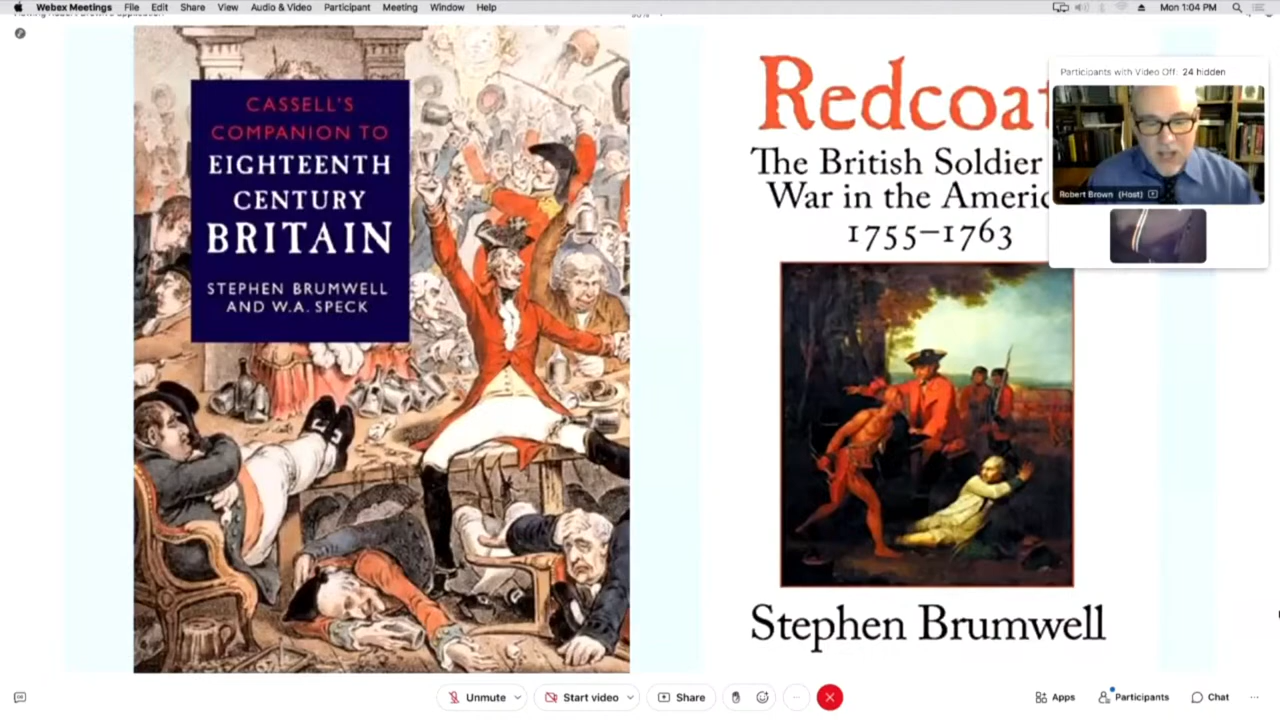 Webex Meetings File Edit Share View Audio & Video Participant Meeting Window Help
Mon 1:04 PM
CASSELL'S
COMPANION TO
EIGHTEENTH
CENTURY
BRITAIN
STEPHEN BRUMWELL
AND W.A. SPECK
Redcoat
The British Soldier
War in the Americ
1755–1763
Stephen Brumwell
Participants with Video Off: 24 hidden
Robert Brown (Host)
Unmute
Start video
Share
Apps
Participants
Chat